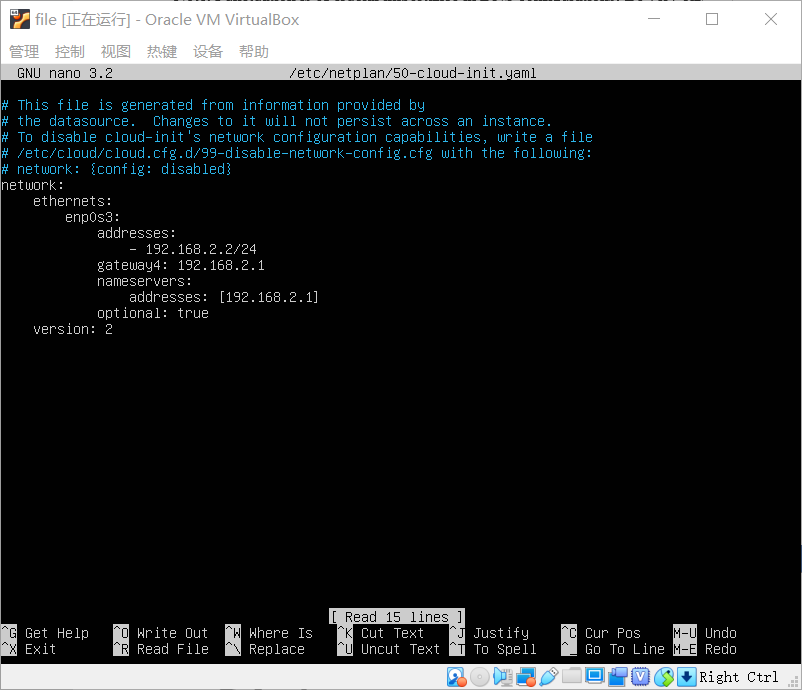 file [正在运行] - Oracle VM VirtualBox
管理 控制 视图 热键 设备 帮助
GNU nano 3.2 /etc/netplan/50-cloud-init.yaml
# This file is generated from information provided by
# the datasource.  Changes to it will not persist across an instance.
# To disable cloud-init's network configuration capabilities, write a file
# /etc/cloud/cloud.cfg.d/99-disable-network-config.cfg with the following:
# network: {config: disabled}
network:
    ethernets:
        enp0s3:
            addresses:
                - 192.168.2.2/24
            gateway4: 192.168.2.1
            nameservers:
                addresses: [192.168.2.1]
            optional: true
    version: 2
[ Read 15 lines ]
^G Get Help ^O Write Out ^W Where Is ^K Cut Text ^J Justify ^C Cur Pos M-U Undo
^X Exit ^R Read File ^\ Replace ^U Uncut Text ^T To Spell ^_ Go To Line M-E Redo
Right Ctrl